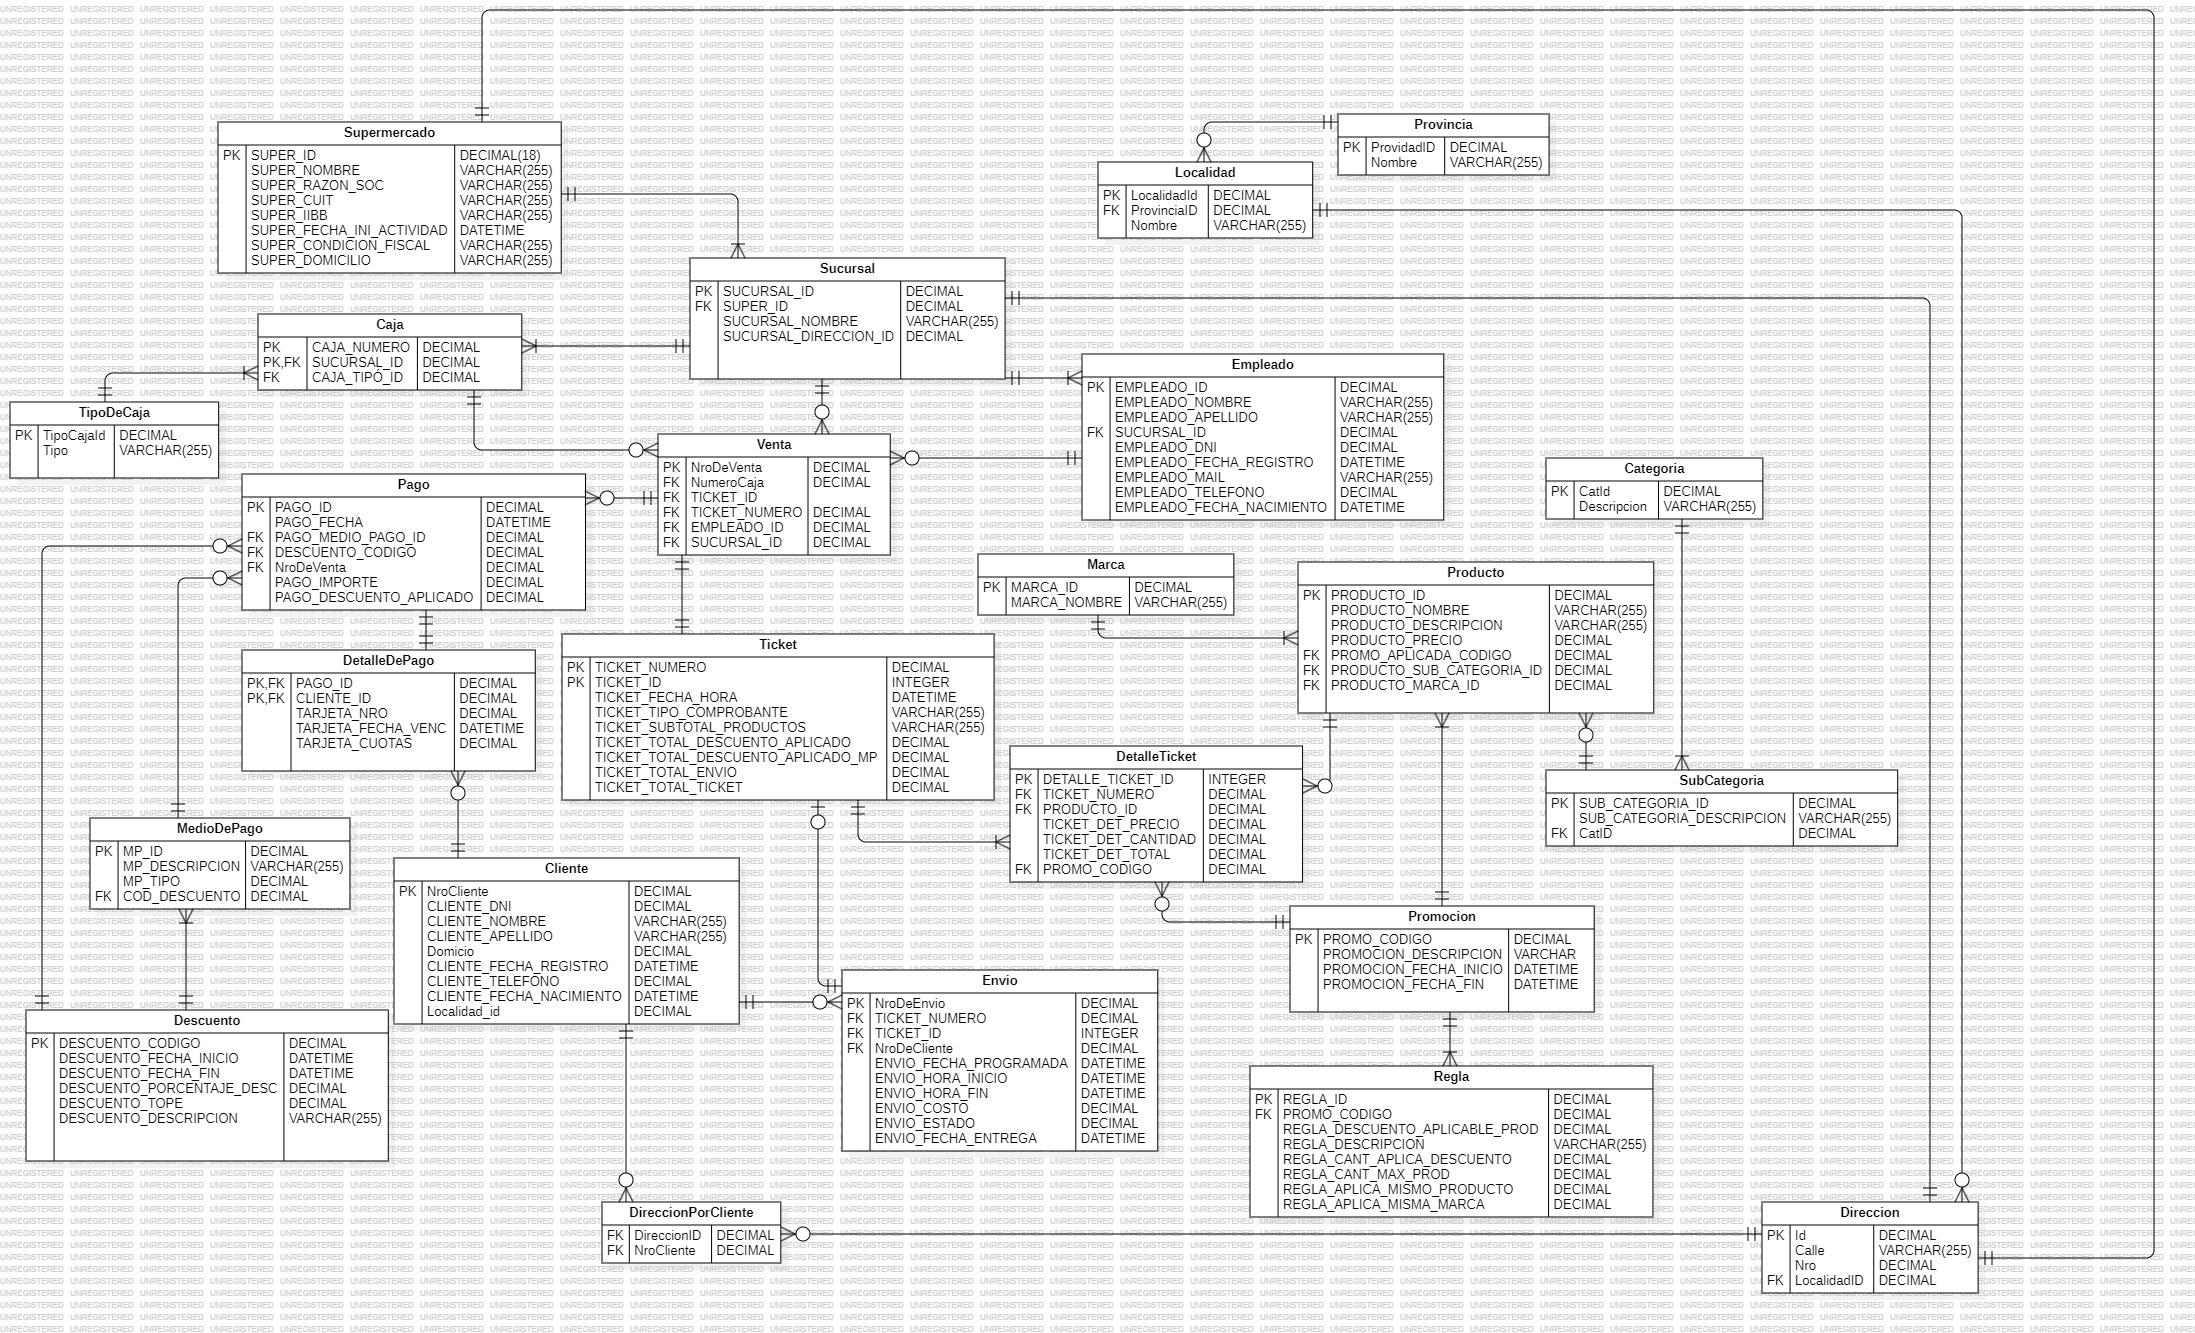 Supermercado
PK SUPER_ID DECIMAL(18)
SUPER_NOMBRE VARCHAR(255)
SUPER_RAZON_SOC VARCHAR(255)
SUPER_CUIT VARCHAR(255)
SUPER_IIBB VARCHAR(255)
SUPER_FECHA_INI_ACTIVIDAD DATETIME
SUPER_CONDICION_FISCAL VARCHAR(255)
SUPER_DOMICILIO VARCHAR(255)
Provincia
PK ProvidadID DECIMAL
Nombre VARCHAR(255)
Localidad
PK LocalidadId DECIMAL
FK ProvinciaID DECIMAL
Nombre VARCHAR(255)
Sucursal
PK SUCURSAL_ID DECIMAL
FK SUPER_ID DECIMAL
SUCURSAL_NOMBRE VARCHAR(255)
SUCURSAL_DIRECCION_ID DECIMAL
Caja
PK CAJA_NUMERO DECIMAL
PK,FK SUCURSAL_ID DECIMAL
FK CAJA_TIPO_ID DECIMAL
TipoDeCaja
PK TipoCajaId DECIMAL
Tipo VARCHAR(255)
Empleado
PK EMPLEADO_ID DECIMAL
EMPLEADO_NOMBRE VARCHAR(255)
EMPLEADO_APELLIDO VARCHAR(255)
FK SUCURSAL_ID DECIMAL
EMPLEADO_DNI DECIMAL
EMPLEADO_FECHA_REGISTRO DATETIME
EMPLEADO_MAIL VARCHAR(255)
EMPLEADO_TELEFONO DECIMAL
EMPLEADO_FECHA_NACIMIENTO DATETIME
Venta
PK NroDeVenta DECIMAL
FK NumeroCaja DECIMAL
FK TICKET_ID
FK TICKET_NUMERO DECIMAL
FK EMPLEADO_ID DECIMAL
FK SUCURSAL_ID DECIMAL
Categoria
PK CatId DECIMAL
Descripcion VARCHAR(255)
Pago
PK PAGO_ID DECIMAL
PAGO_FECHA DATETIME
FK PAGO_MEDIO_PAGO_ID DECIMAL
FK DESCUENTO_CODIGO DECIMAL
FK NroDeVenta DECIMAL
PAGO_IMPORTE DECIMAL
PAGO_DESCUENTO_APLICADO DECIMAL
Marca
PK MARCA_ID DECIMAL
MARCA_NOMBRE VARCHAR(255)
Producto
PK PRODUCTO_ID DECIMAL
PRODUCTO_NOMBRE VARCHAR(255)
PRODUCTO_DESCRIPCION VARCHAR(255)
PRODUCTO_PRECIO DECIMAL
FK PROMO_APLICADA_CODIGO DECIMAL
FK PRODUCTO_SUB_CATEGORIA_ID DECIMAL
FK PRODUCTO_MARCA_ID DECIMAL
Ticket
PK TICKET_NUMERO DECIMAL
PK TICKET_ID INTEGER
TICKET_FECHA_HORA DATETIME
TICKET_TIPO_COMPROBANTE VARCHAR(255)
TICKET_SUBTOTAL_PRODUCTOS VARCHAR(255)
TICKET_TOTAL_DESCUENTO_APLICADO DECIMAL
TICKET_TOTAL_DESCUENTO_APLICADO_MP DECIMAL
TICKET_TOTAL_ENVIO DECIMAL
TICKET_TOTAL_TICKET DECIMAL
DetalleDePago
PK,FK PAGO_ID DECIMAL
PK,FK CLIENTE_ID DECIMAL
TARJETA_NRO DECIMAL
TARJETA_FECHA_VENC DATETIME
TARJETA_CUOTAS DECIMAL
DetalleTicket
PK DETALLE_TICKET_ID INTEGER
FK TICKET_NUMERO DECIMAL
FK PRODUCTO_ID DECIMAL
TICKET_DET_PRECIO DECIMAL
TICKET_DET_CANTIDAD DECIMAL
TICKET_DET_TOTAL DECIMAL
FK PROMO_CODIGO DECIMAL
SubCategoria
PK SUB_CATEGORIA_ID DECIMAL
SUB_CATEGORIA_DESCRIPCION VARCHAR(255)
FK CatID DECIMAL
MedioDePago
PK MP_ID DECIMAL
MP_DESCRIPCION VARCHAR(255)
MP_TIPO DECIMAL
FK COD_DESCUENTO DECIMAL
Cliente
PK NroCliente DECIMAL
CLIENTE_DNI DECIMAL
CLIENTE_NOMBRE VARCHAR(255)
CLIENTE_APELLIDO VARCHAR(255)
Domicio DECIMAL
CLIENTE_FECHA_REGISTRO DATETIME
CLIENTE_TELEFONO DECIMAL
CLIENTE_FECHA_NACIMIENTO DATETIME
Localidad_id DECIMAL
Promocion
PK PROMO_CODIGO DECIMAL
PROMOCION_DESCRIPCION VARCHAR
PROMOCION_FECHA_INICIO DATETIME
PROMOCION_FECHA_FIN DATETIME
Envio
PK NroDeEnvio DECIMAL
FK TICKET_NUMERO DECIMAL
FK TICKET_ID INTEGER
FK NroDeCliente DECIMAL
ENVIO_FECHA_PROGRAMADA DATETIME
ENVIO_HORA_INICIO DATETIME
ENVIO_HORA_FIN DATETIME
ENVIO_COSTO DECIMAL
ENVIO_ESTADO DECIMAL
ENVIO_FECHA_ENTREGA DATETIME
Descuento
PK DESCUENTO_CODIGO DECIMAL
DESCUENTO_FECHA_INICIO DATETIME
DESCUENTO_FECHA_FIN DATETIME
DESCUENTO_PORCENTAJE_DESC DECIMAL
DESCUENTO_TOPE DECIMAL
DESCUENTO_DESCRIPCION VARCHAR(255)
Regla
PK REGLA_ID DECIMAL
FK PROMO_CODIGO DECIMAL
REGLA_DESCUENTO_APLICABLE_PROD DECIMAL
REGLA_DESCRIPCION VARCHAR(255)
REGLA_CANT_APLICA_DESCUENTO DECIMAL
REGLA_CANT_MAX_PROD DECIMAL
REGLA_APLICA_MISMO_PRODUCTO DECIMAL
REGLA_APLICA_MISMA_MARCA DECIMAL
DireccionPorCliente
FK DireccionID DECIMAL
FK NroCliente DECIMAL
Direccion
PK Id DECIMAL
Calle VARCHAR(255)
Nro DECIMAL
FK LocalidadID DECIMAL
UNREGISTERED